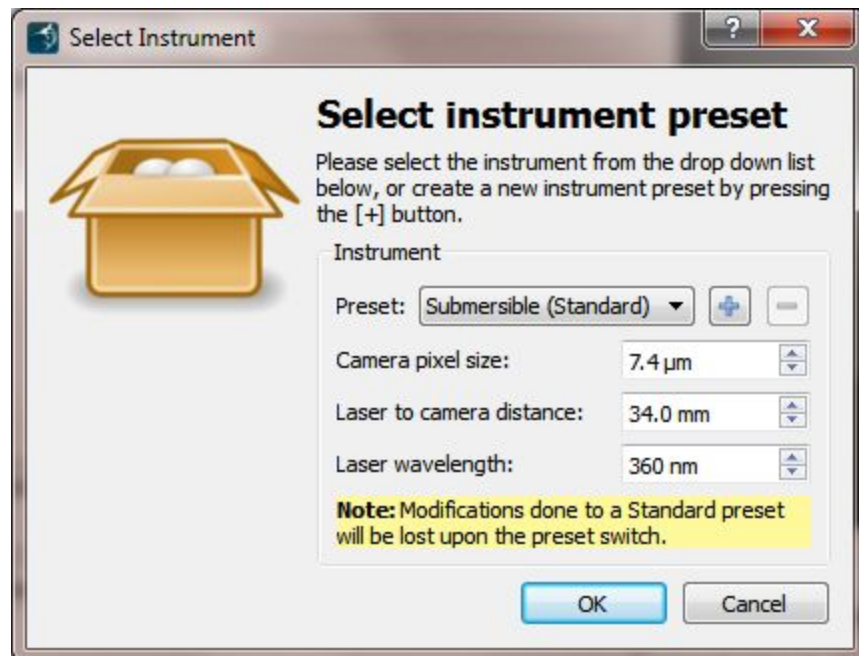 Select Instrument
?
X
Select instrument preset
Please select the instrument from the drop down list
below, or create a new instrument preset by pressing
the [+] button.
Instrument
Preset: Submersible (Standard)
Camera pixel size: 7.4 µm
Laser to camera distance: 34.0 mm
Laser wavelength: 360 nm
Note: Modifications done to a Standard preset
will be lost upon the preset switch.
OK Cancel